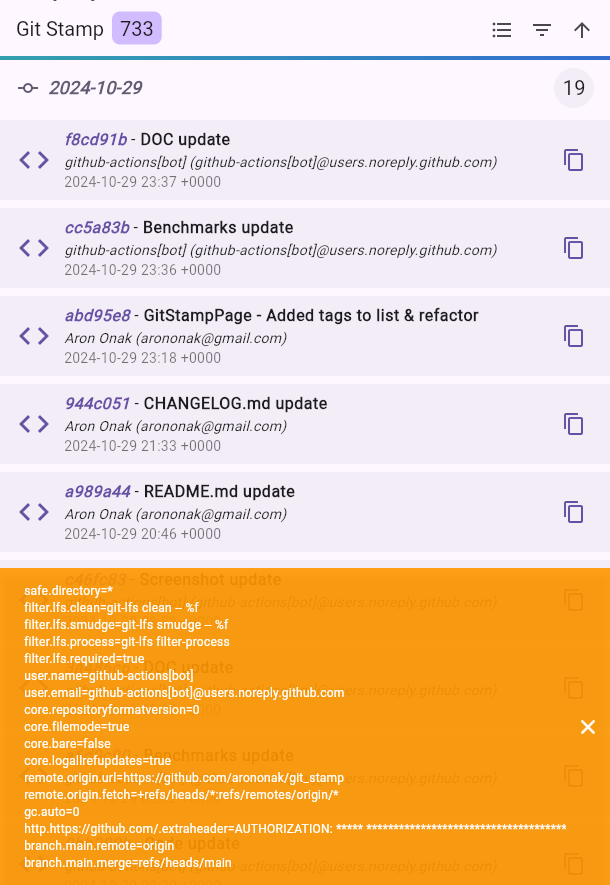 Git Stamp 733
2024-10-29 19
f8cd91b - DOC update
github-actions[bot] (github-actions[bot]@users.noreply.github.com)
2024-10-29 23:37 +0000
cc5a83b - Benchmarks update
github-actions[bot] (github-actions[bot]@users.noreply.github.com)
2024-10-29 23:36 +0000
abd95e8 - GitStampPage - Added tags to list & refactor
Aron Onak (arononak@gmail.com)
2024-10-29 23:18 +0000
944c051 - CHANGELOG.md update
Aron Onak (arononak@gmail.com)
2024-10-29 21:33 +0000
a989a44 - README.md update
Aron Onak (arononak@gmail.com)
2024-10-29 20:46 +0000
c46fc83 - Screenshot update
safe.directory=*
filter.lfs.clean=git-lfs clean -- %f
filter.lfs.smudge=git-lfs smudge -- %f
filter.lfs.process=git-lfs filter-process
filter.lfs.required=true
DOC update
user.name=github-actions[bot]
user.email=github-actions[bot]@users.noreply.github.com
core.repositoryformatversion=0
core.filemode=true
core.bare=false
Benchmarks update
core.logallrefupdates=true
remote.origin.url=https://github.com/arononak/git_stamp
remote.origin.fetch=+refs/heads/*:refs/remotes/origin/*
gc.auto=0
http.https://github.com/.extraheader=AUTHORIZATION: ***** ***********************************
branch.main.remote=origin
branch.main.merge=refs/heads/main